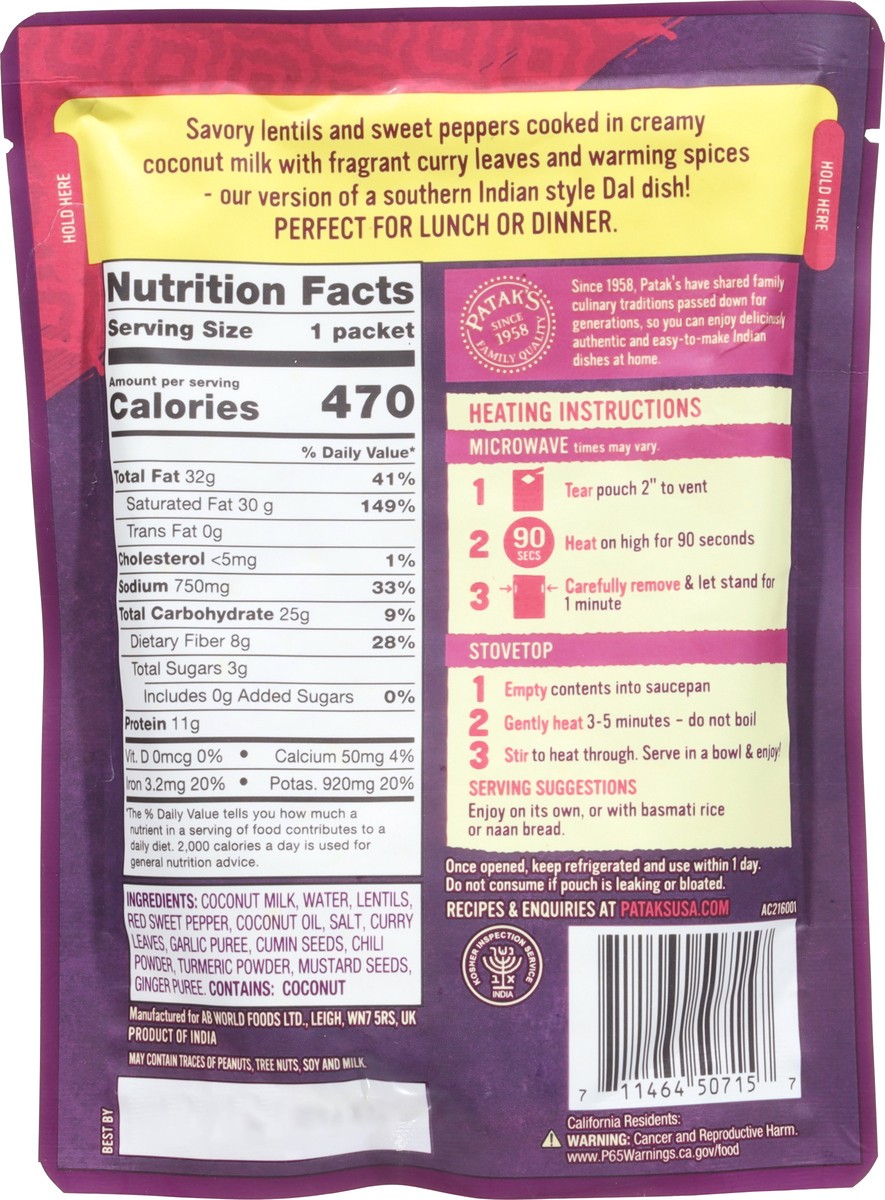 Savory lentils and sweet peppers cooked in creamy
coconut milk with fragrant curry leaves and warming spices
- our version of a southern Indian style Dal dish!
PERFECT FOR LUNCH OR DINNER.
HOLD HERE
HOLD HERE
Nutrition Facts
Serving Size 1 packet
Amount per serving
Calories 470
% Daily Value*
Total Fat 32g 41%
Saturated Fat 30 g 149%
Trans Fat 0g
Cholesterol <5mg 1%
Sodium 750mg 33%
Total Carbohydrate 25g 9%
Dietary Fiber 8g 28%
Total Sugars 3g
Includes 0g Added Sugars 0%
Protein 11g
Vit. D 0mcg 0% • Calcium 50mg 4%
Iron 3.2mg 20% • Potas. 920mg 20%
*The % Daily Value tells you how much a
nutrient in a serving of food contributes to a
daily diet. 2,000 calories a day is used for
general nutrition advice.
INGREDIENTS: COCONUT MILK, WATER, LENTILS,
RED SWEET PEPPER, COCONUT OIL, SALT, CURRY
LEAVES, GARLIC PUREE, CUMIN SEEDS, CHILI
POWDER, TURMERIC POWDER, MUSTARD SEEDS,
GINGER PUREE. CONTAINS: COCONUT
Manufactured for AB WORLD FOODS LTD., LEIGH, WN7 5RS, UK
PRODUCT OF INDIA
MAY CONTAIN TRACES OF PEANUTS, TREE NUTS, SOY AND MILK.
BEST BY
PATAK'S
SINCE
1958
FAMILY QUALITY
Since 1958, Patak's have shared family
culinary traditions passed down for
generations, so you can enjoy deliciously
authentic and easy-to-make Indian
dishes at home.
HEATING INSTRUCTIONS
MICROWAVE times may vary.
1 Tear pouch 2" to vent
2 90 SECS Heat on high for 90 seconds
3 Carefully remove & let stand for
1 minute
STOVETOP
1 Empty contents into saucepan
2 Gently heat 3-5 minutes - do not boil
3 Stir to heat through. Serve in a bowl & enjoy!
SERVING SUGGESTIONS
Enjoy on its own, or with basmati rice
or naan bread.
Once opened, keep refrigerated and use within 1 day.
Do not consume if pouch is leaking or bloated.
RECIPES & ENQUIRIES AT PATAKSUSA.COM AC216001
KOSHER INSPECTION SERVICE
כשר
א ב
INDIA
7 11464 50715 7
California Residents:
WARNING: Cancer and Reproductive Harm.
www.P65Warnings.ca.gov/food